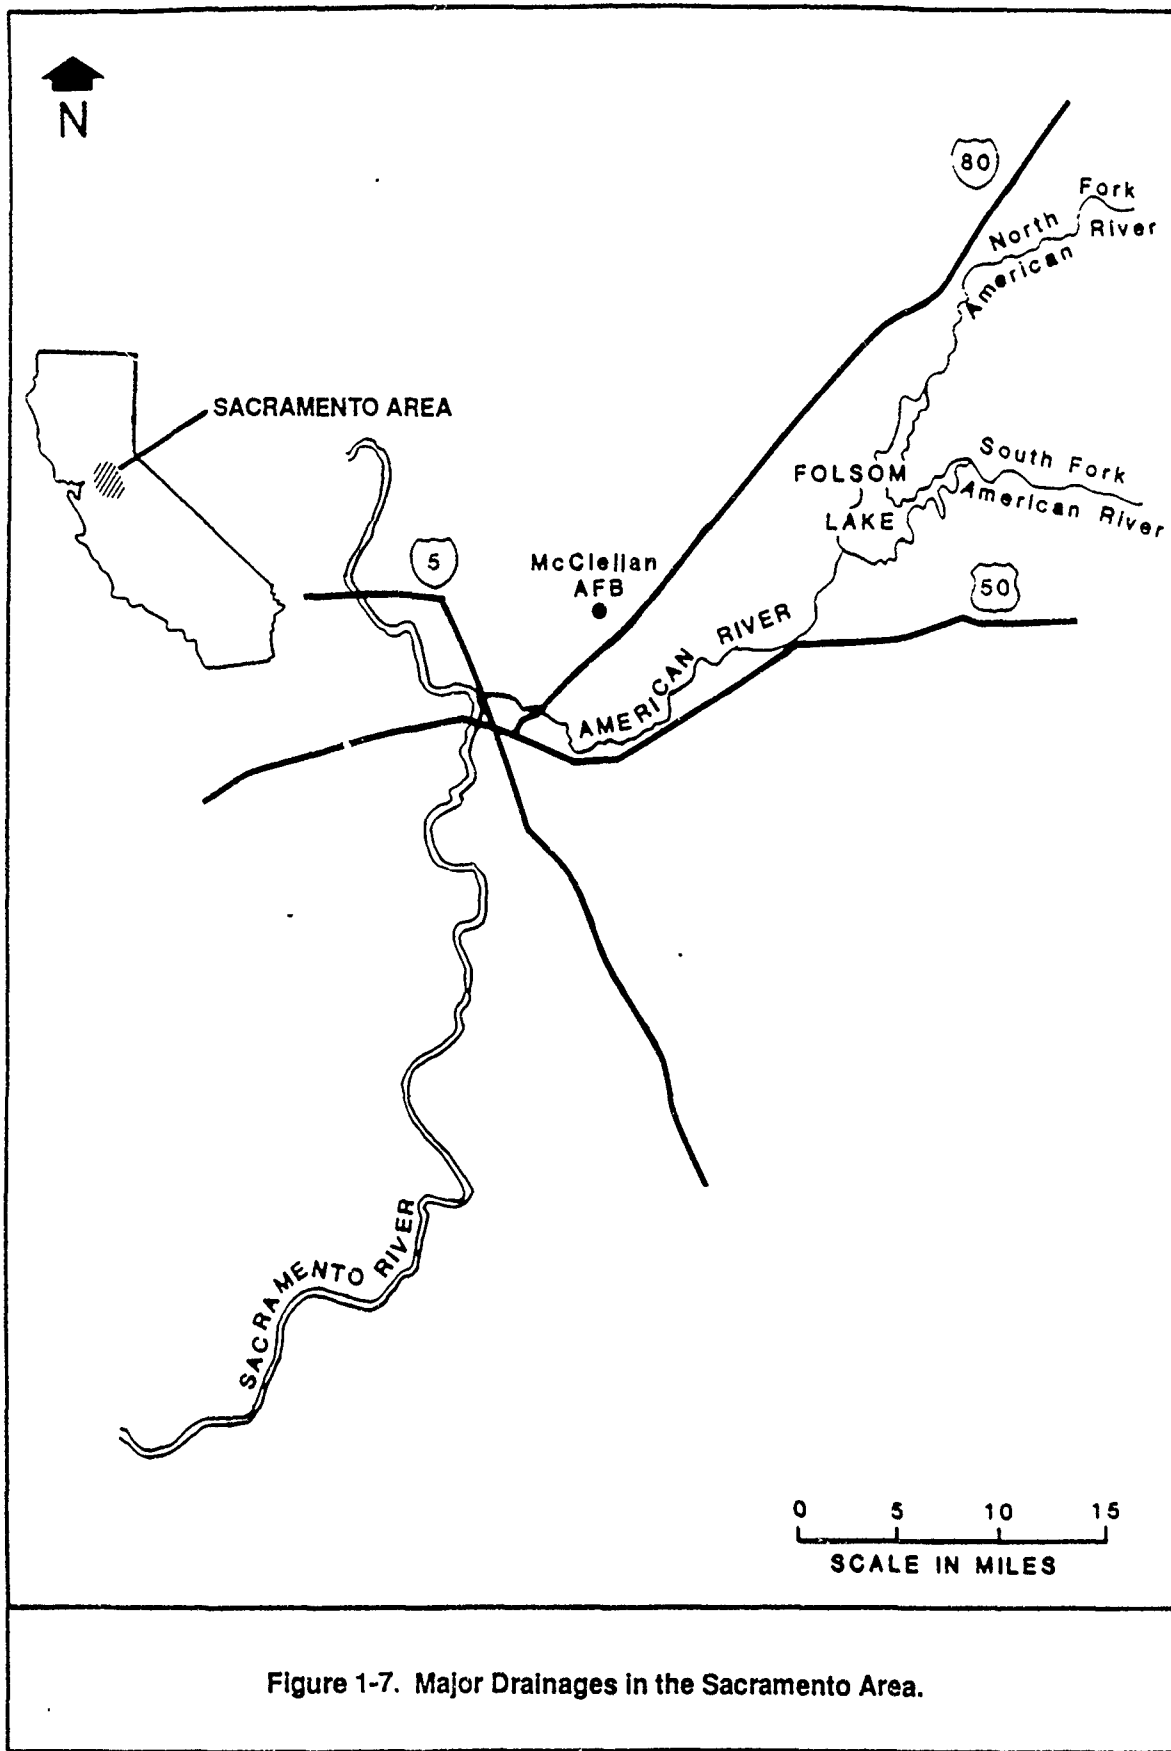 N
80
Fork
North
River
American
SACRAMENTO AREA
South Fork
FOLSOM
American River
LAKE
5
McClellan
AFB
50
AMERICAN RIVER
SACRAMENTO RIVER
0 5 10 15
SCALE IN MILES
Figure 1-7. Major Drainages in the Sacramento Area.